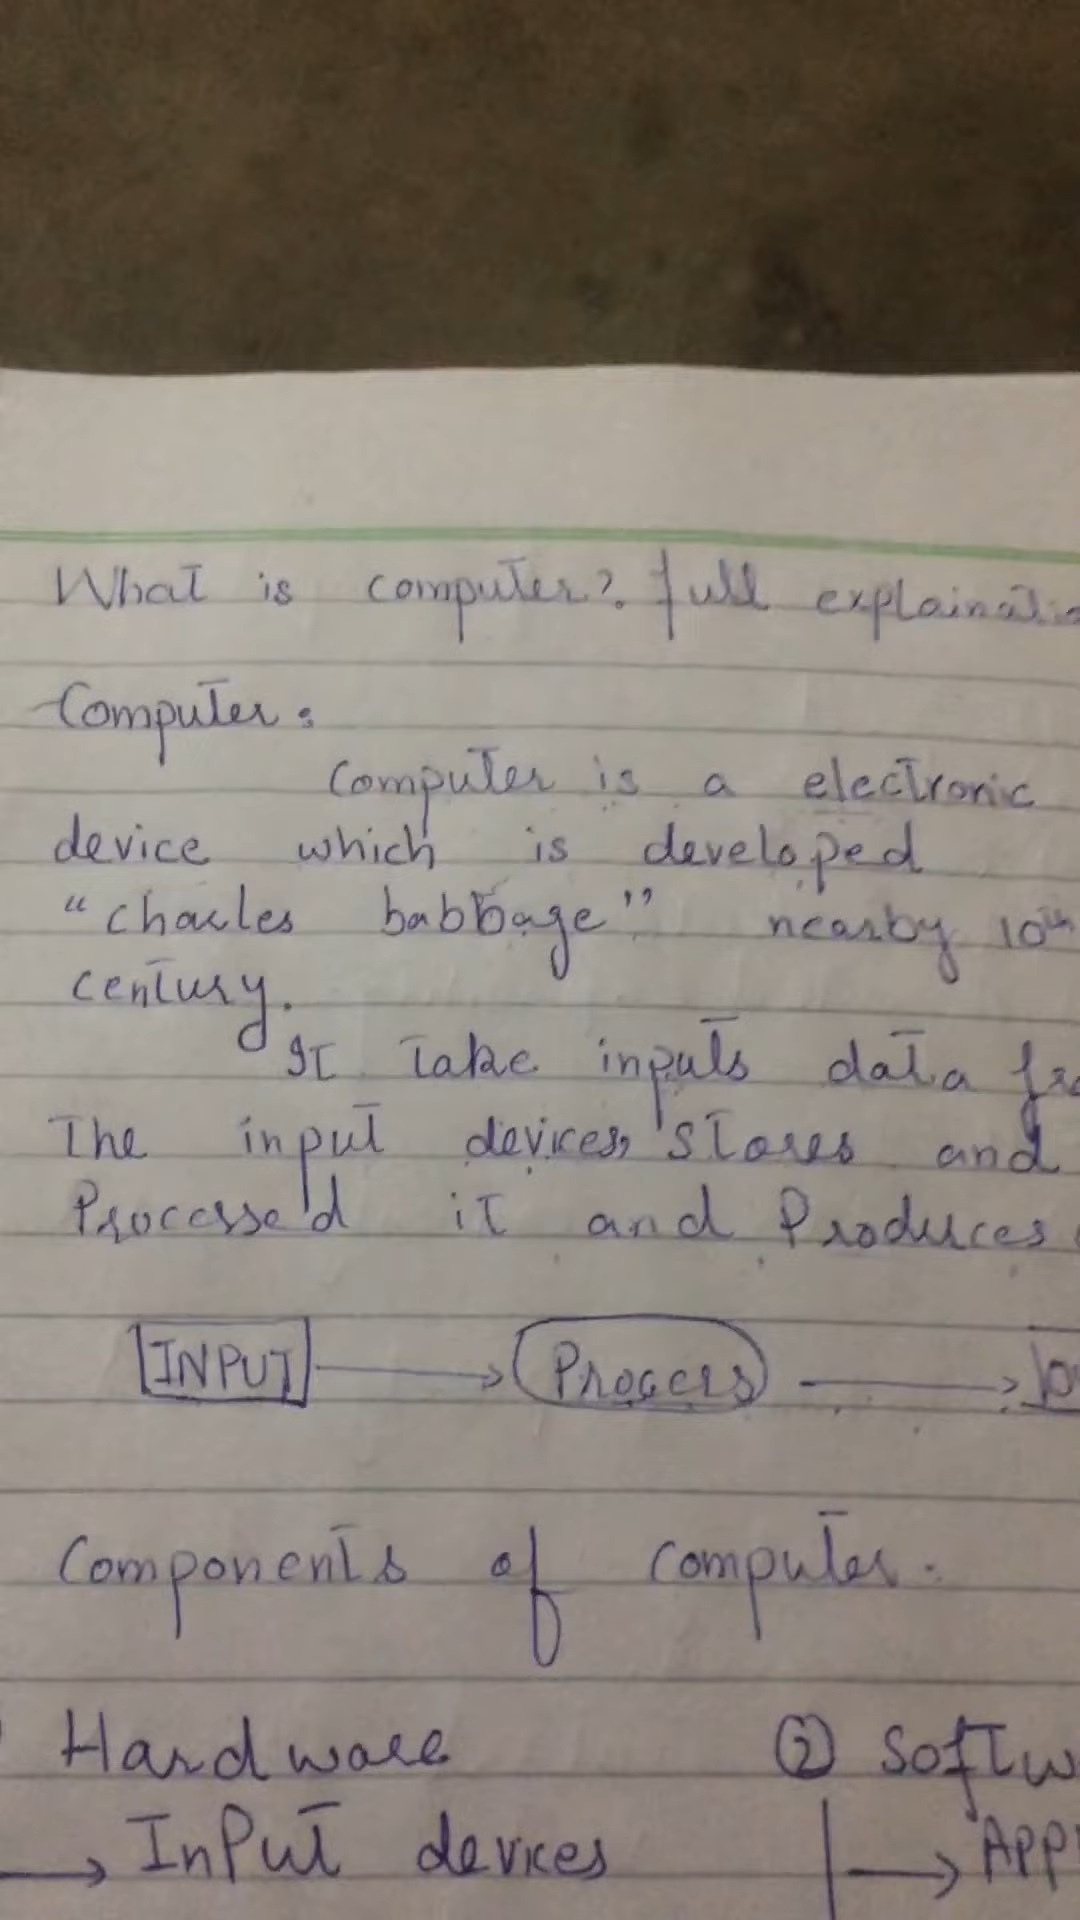 What is computer?. full
Computer:
Computer is a electronic
device which is developed
"charles babbage" nearby 10th
century.
It Take inputs data
The input devices, stores and
Processed it and Produces
INPUT → Process →
Components of computer.
Hardware ② Softw
→ InPut devices → APP